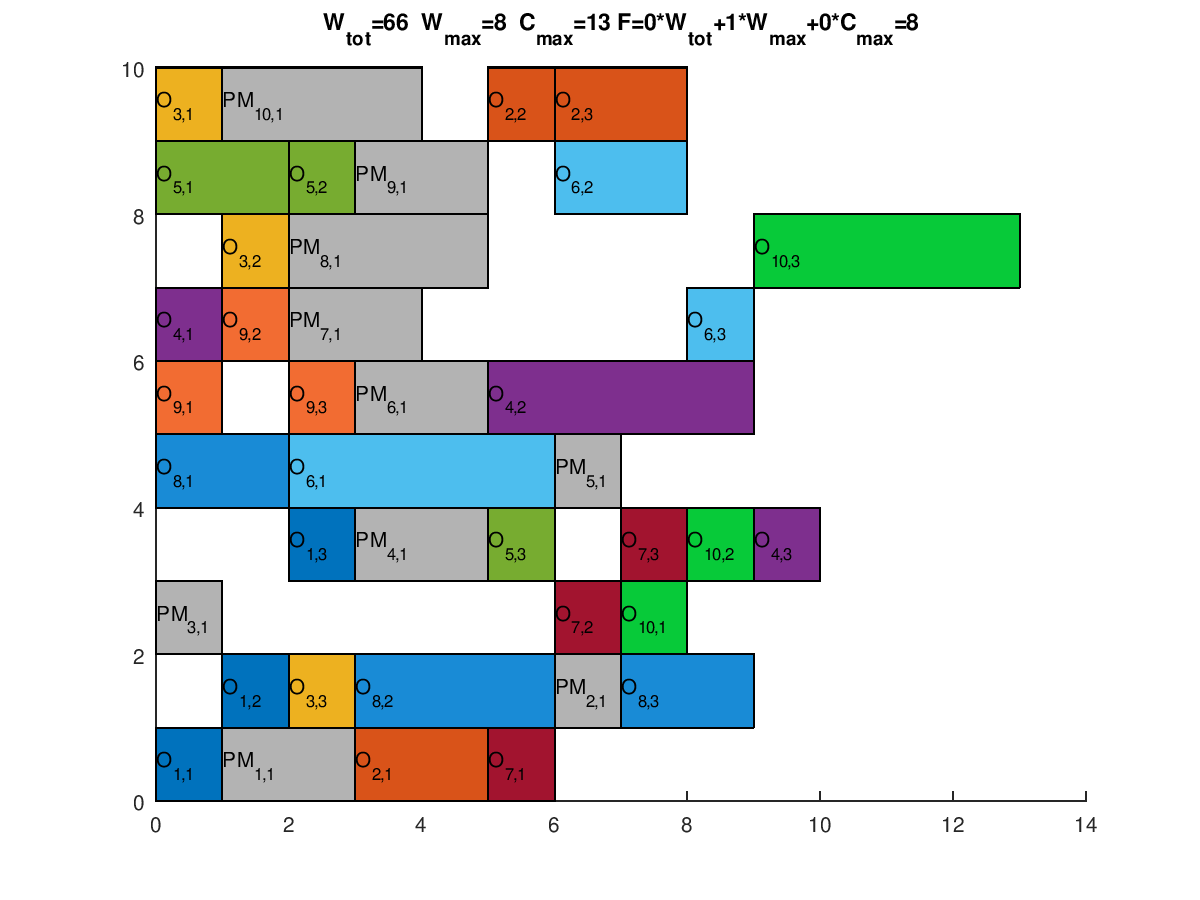 W_tot=66 W_max=8 C_max=13 F=0*W_tot+1*W_max+0*C_max=8
10
O_3,1 PM_10,1 O_2,2 O_2,3
O_5,1 O_5,2 PM_9,1 O_6,2
8
O_3,2 PM_8,1 O_10,3
O_4,1 O_9,2 PM_7,1 O_6,3
6
O_9,1 O_9,3 PM_6,1 O_4,2
O_8,1 O_6,1 PM_5,1
4
O_1,3 PM_4,1 O_5,3 O_7,3 O_10,2 O_4,3
PM_3,1 O_7,2 O_10,1
2
O_1,2 O_3,3 O_8,2 PM_2,1 O_8,3
O_1,1 PM_1,1 O_2,1 O_7,1
0
0 2 4 6 8 10 12 14